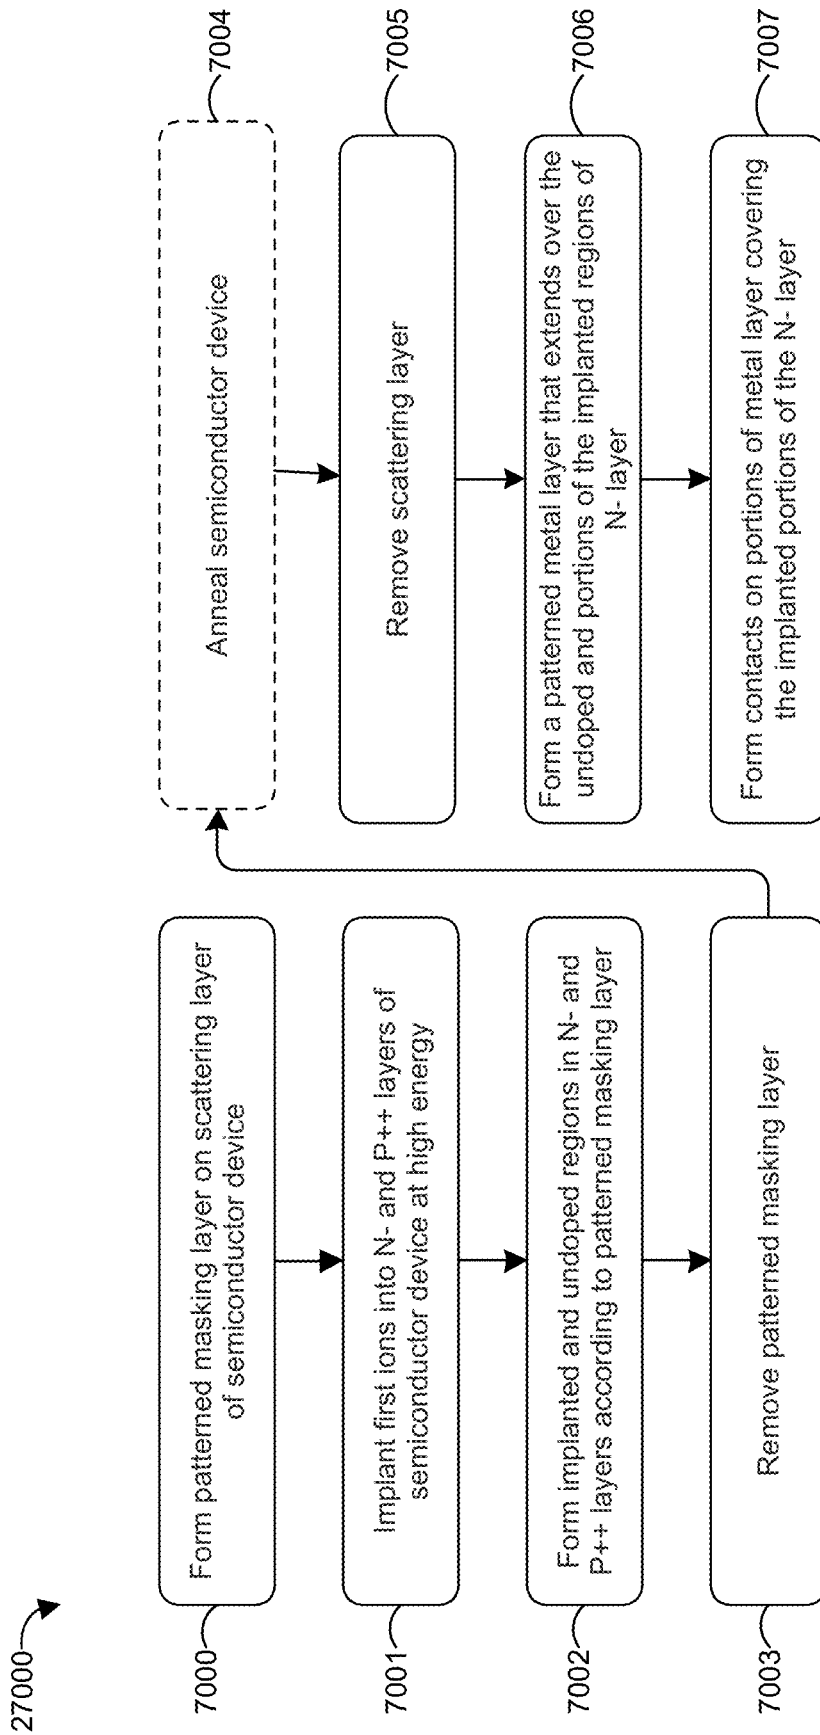 27000
7000
Form patterned masking layer on scattering layer
of semiconductor device
7001
Implant first ions into N- and P++ layers of
semiconductor device at high energy
7002
Form implanted and undoped regions in N- and
P++ layers according to patterned masking layer
7003
Remove patterned masking layer
7004
Anneal semiconductor device
7005
Remove scattering layer
7006
Form a patterned metal layer that extends over the
undoped and portions of the implanted regions of
N- layer
7007
Form contacts on portions of metal layer covering
the implanted portions of the N- layer